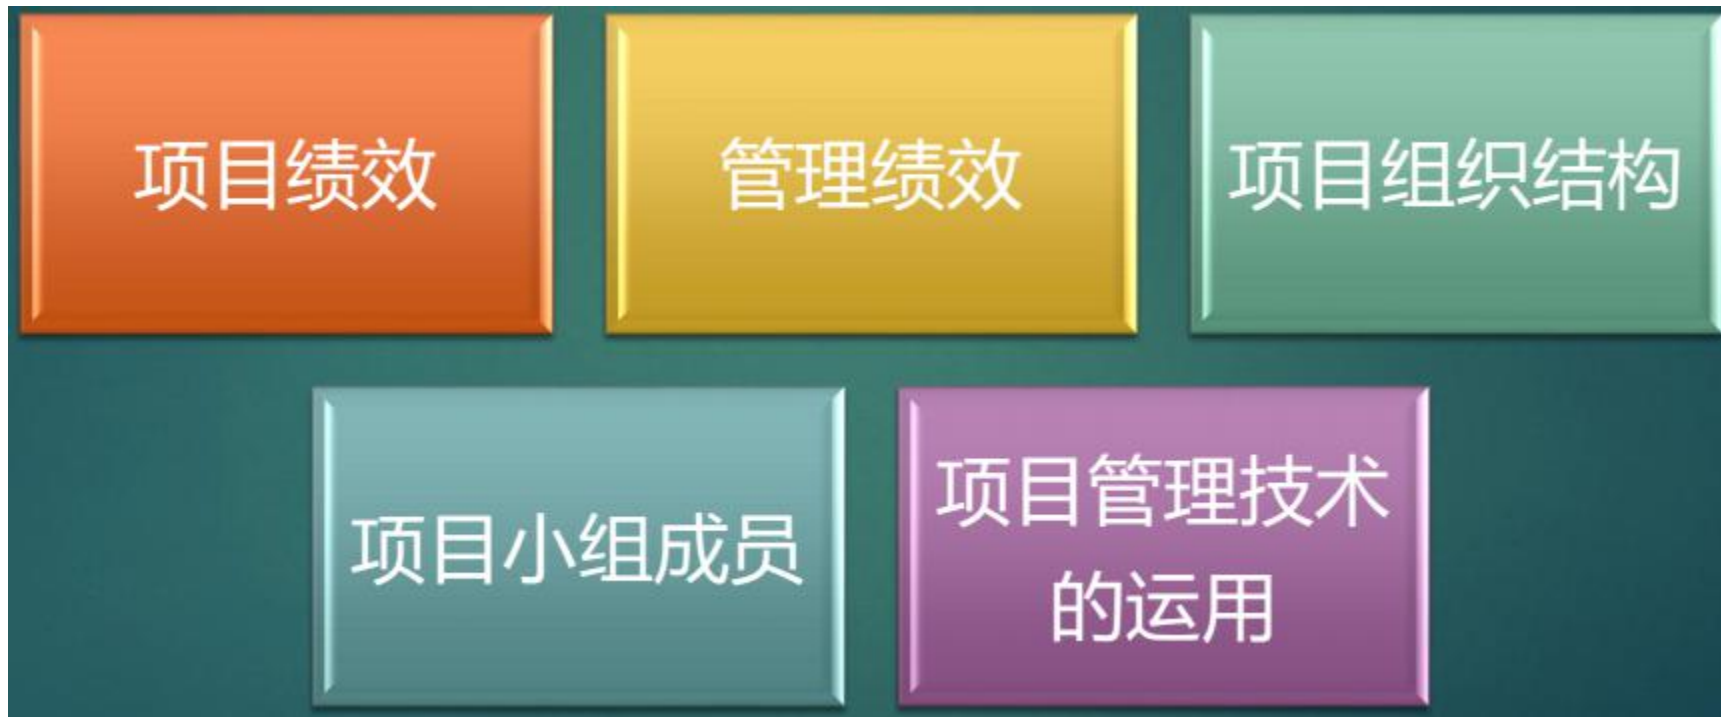 项目绩效
管理绩效
项目组织结构
项目小组成员
项目管理技术
的运用